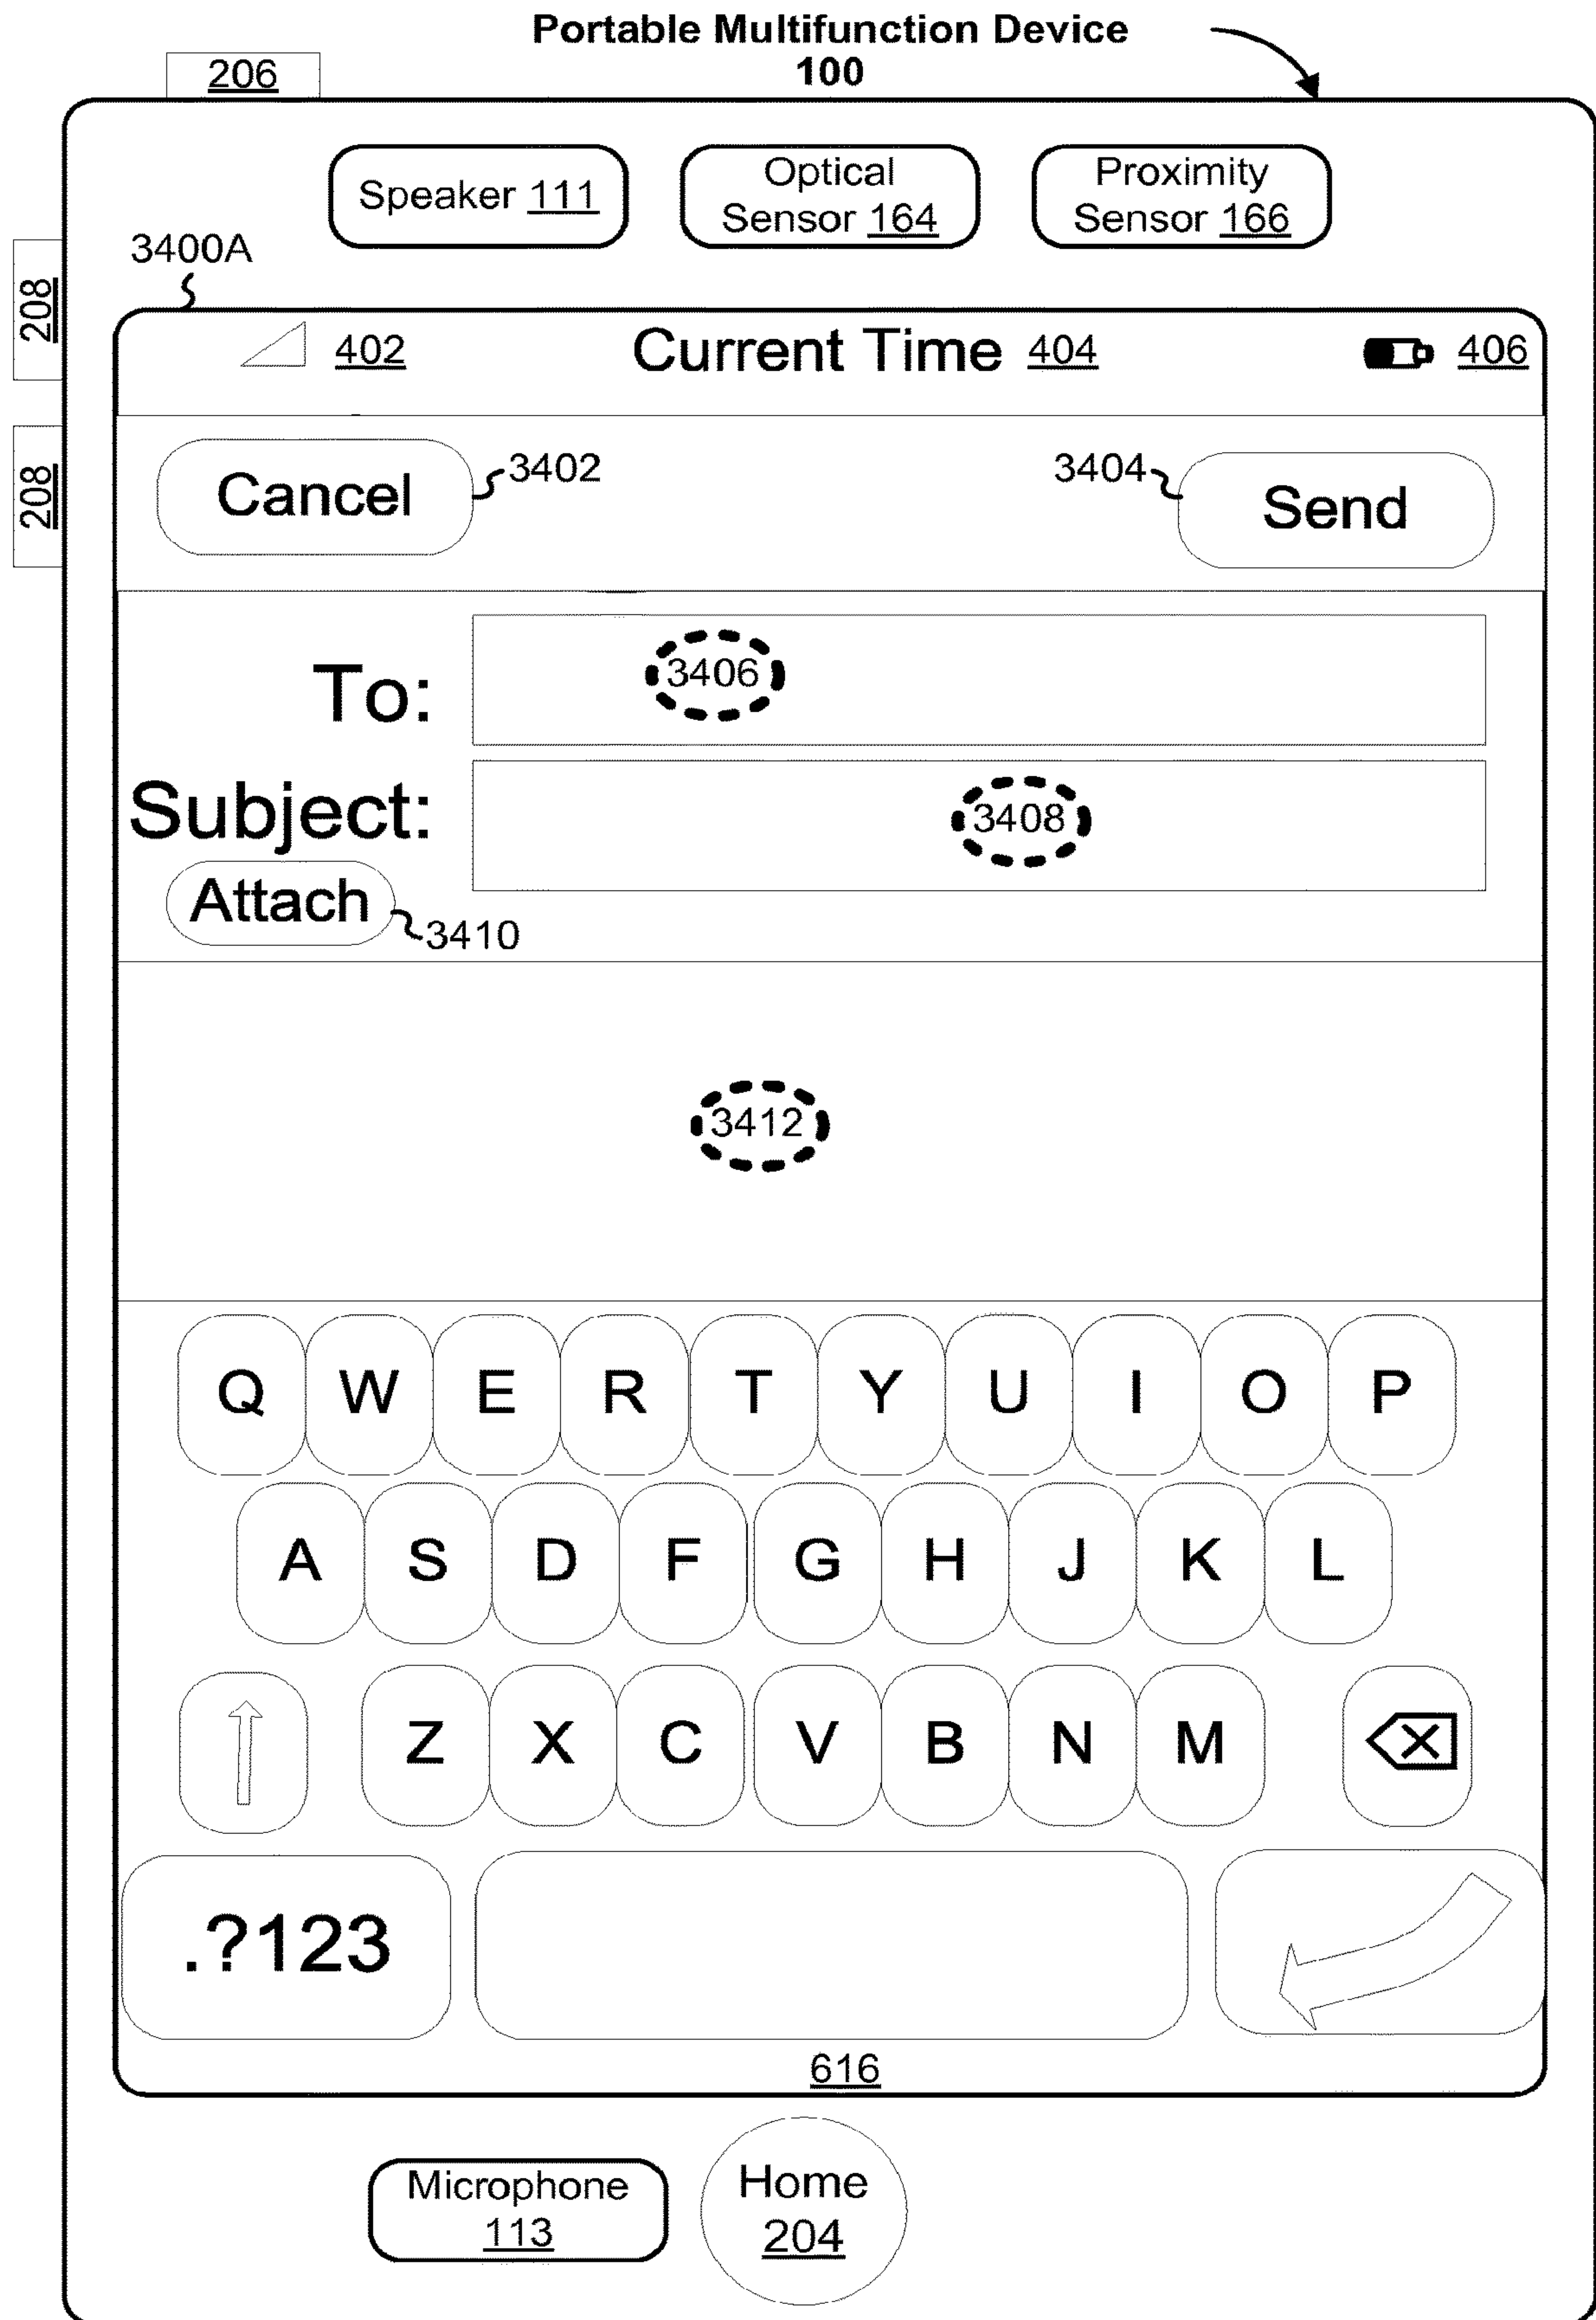 Portable Multifunction Device
100
206
Speaker 111
Optical
Sensor 164
Proximity
Sensor 166
3400A
208
402
Current Time 404
406
208
Cancel
3402
3404
Send
To:
3406
Subject:
3408
Attach
3410
3412
Q W E R T Y U I O P
A S D F G H J K L
Z X C V B N M
.?123
616
Microphone
113
Home
204